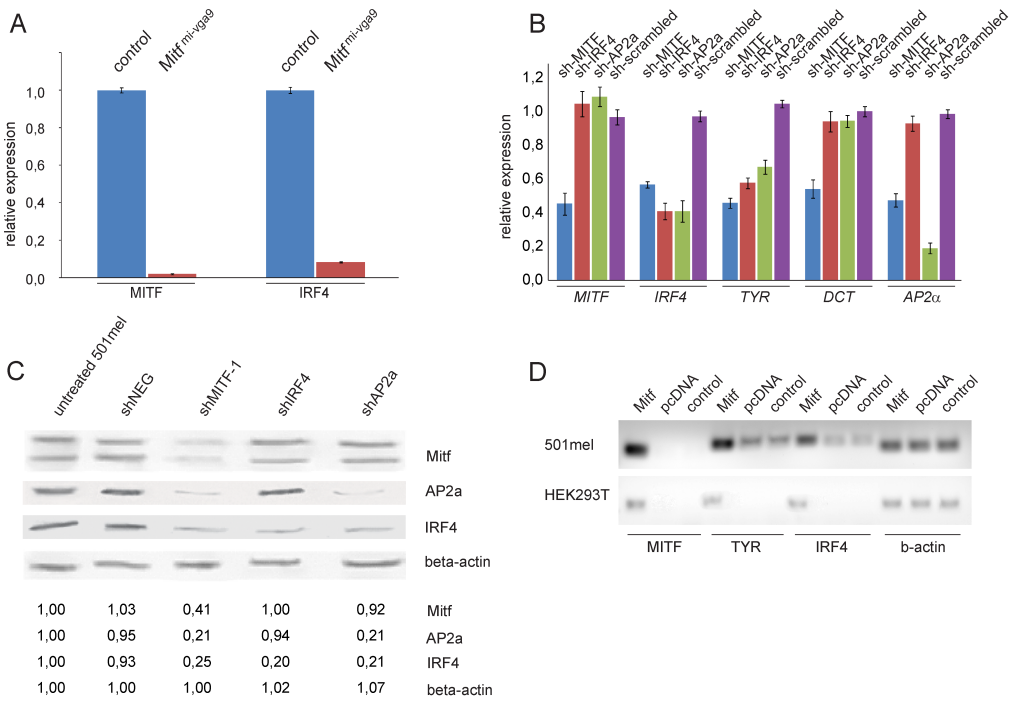 A
control
Mitf mi-vga9
control
Mitf mi-vga9
relative expression
1,0
0,8
0,6
0,4
0,2
0,0
MITF
IRF4
B
sh-MITF
sh-IRF4
sh-AP2a
sh-scrambled
sh-MITF
sh-IRF4
sh-AP2a
sh-scrambled
sh-MITF
sh-IRF4
sh-AP2a
sh-scrambled
sh-MITF
sh-IRF4
sh-AP2a
sh-scrambled
sh-MITF
sh-IRF4
sh-AP2a
sh-scrambled
relative expression
1,2
1,0
0,8
0,6
0,4
0,2
0,0
MITF
IRF4
TYR
DCT
AP2α
C
untreated 501mel
shNEG
shMITF-1
shIRF4
shAP2a
Mitf
AP2a
IRF4
beta-actin
1,00 1,03 0,41 1,00 0,92 Mitf
1,00 0,95 0,21 0,94 0,21 AP2a
1,00 0,93 0,25 0,20 0,21 IRF4
1,00 1,00 1,00 1,02 1,07 beta-actin
D
Mitf
pcDNA
control
Mitf
pcDNA
control
Mitf
pcDNA
control
Mitf
pcDNA
control
501mel
HEK293T
MITF
TYR
IRF4
b-actin